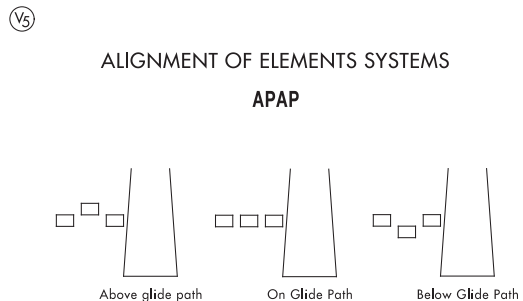 V5
ALIGNMENT OF ELEMENTS SYSTEMS
APAP
Above glide path
On Glide Path
Below Glide Path